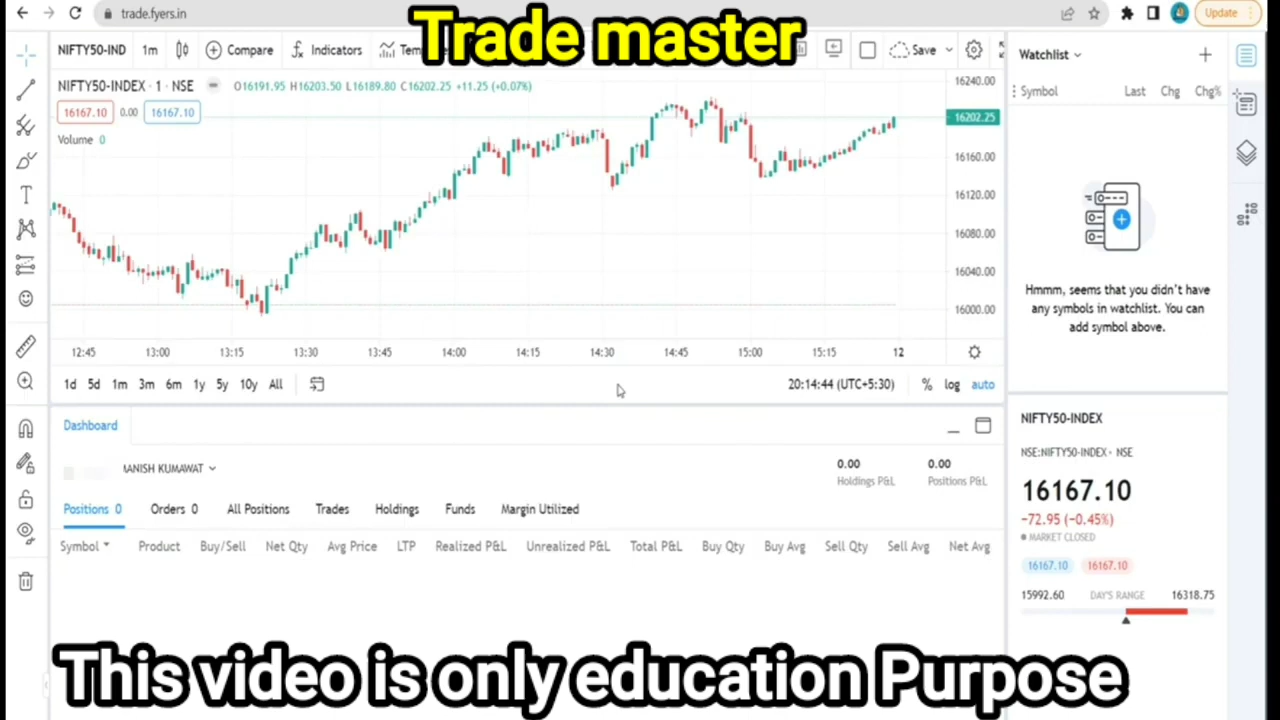 trade.fyers.in
Update
Trade master
NIFTY50-IND 1m Compare Indicators Save
NIFTY50-INDEX · 1 · NSE O16191.95 H16203.50 L16189.80 C16202.25 +11.25 (+0.07%)
16167.10 0.00 16167.10
Volume 0
16240.00
16202.25
16160.00
16120.00
16080.00
16040.00
16000.00
12:45 13:00 13:15 13:30 13:45 14:00 14:15 14:30 14:45 15:00 15:15 12
1d 5d 1m 3m 6m 1y 5y 10y All 20:14:44 (UTC+5:30) % log auto
Watchlist
Symbol Last Chg Chg%
Hmmm, seems that you didn't have
any symbols in watchlist. You can
add symbol above.
Dashboard
MANISH KUMAWAT
0.00 0.00
Holdings P&L Positions P&L
Positions 0 Orders 0 All Positions Trades Holdings Funds Margin Utilized
Symbol Product Buy/Sell Net Qty Avg Price LTP Realized P&L Unrealized P&L Total P&L Buy Qty Buy Avg Sell Qty Sell Avg Net Avg
NIFTY50-INDEX
NSE:NIFTY50-INDEX · NSE
16167.10
−72.95 (−0.45%)
MARKET CLOSED
16167.10 16167.10
15992.60 DAY'S RANGE 16318.75
This video is only education Purpose